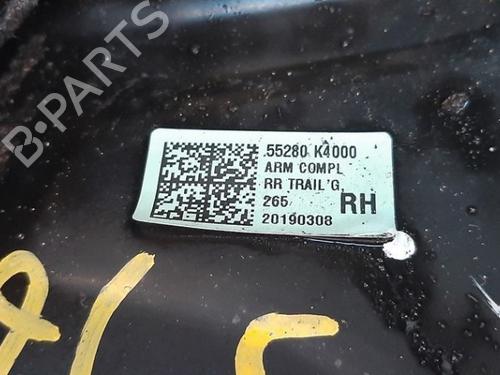 B-PARTS
.55280 K4000
ARM COMPL
RR TRAIL'G,
265 RH
20190308